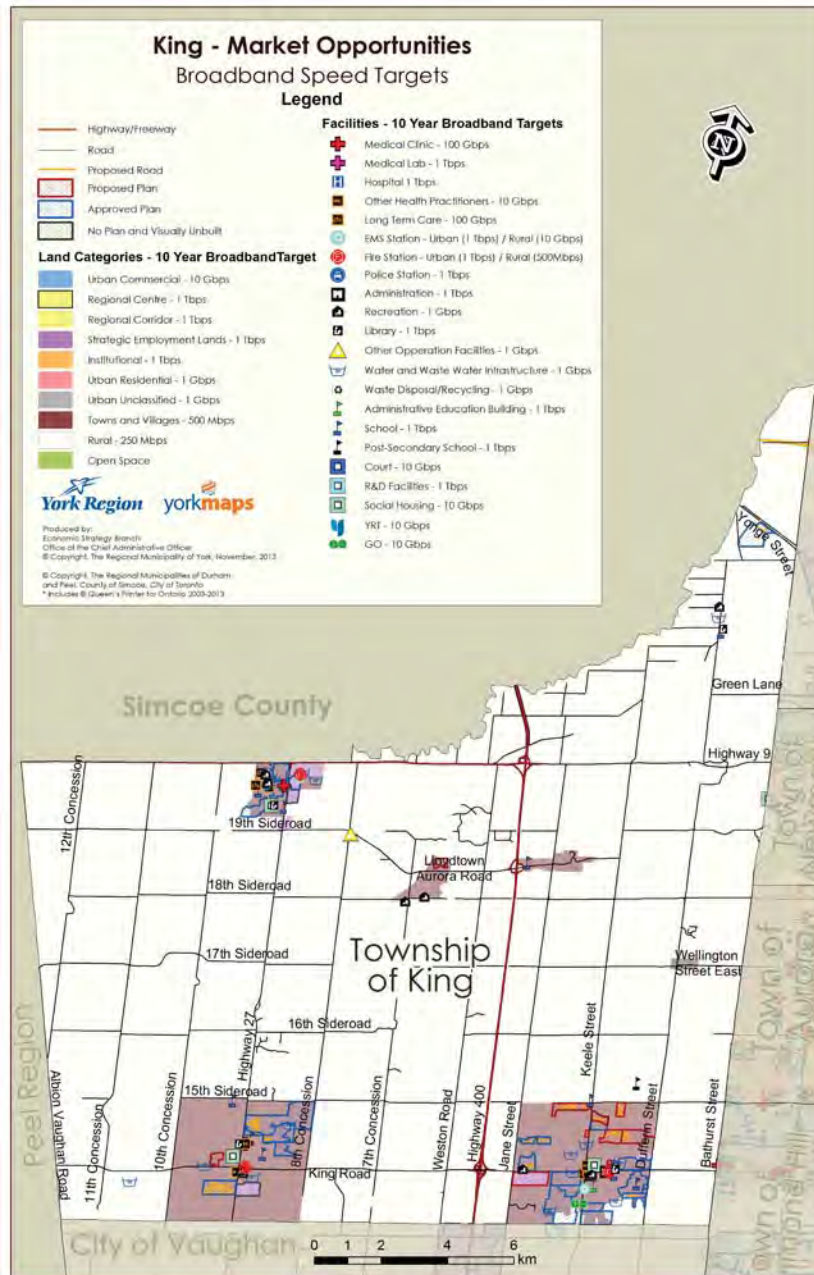 King - Market Opportunities
Broadband Speed Targets
Legend
Highway/Freeway
Road
Proposed Road
Proposed Plan
Approved Plan
No Plan and Visually Unbuilt
Land Categories - 10 Year BroadbandTarget
Urban Commercial - 10 Gbps
Regional Centre - 1 Tbps
Regional Corridor - 1 Tbps
Strategic Employment Lands - 1 Tbps
Institutional - 1 Tbps
Urban Residential - 1 Gbps
Urban Unclassified - 1 Gbps
Towns and Villages - 500 Mbps
Rural - 250 Mbps
Open Space
York Region
yorkmaps
Produced by:
Economic Strategy Branch
Office of the Chief Administrative Officer
© Copyright, The Regional Municipality of York, November, 2013
© Copyright, The Regional Municipalities of Durham
and Peel, County of Simcoe, City of Toronto
* Includes © Queen's Printer for Ontario 2003-2013
Facilities - 10 Year Broadband Targets
Medical Clinic - 100 Gbps
Medical Lab - 1 Tbps
Hospital 1 Tbps
Other Health Practitioners - 10 Gbps
Long Term Care - 100 Gbps
EMS Station - Urban (1 Tbps) / Rural (10 Gbps)
Fire Station - Urban (1 Tbps) / Rural (500Mbps)
Police Station - 1 Tbps
Administration - 1 Tbps
Recreation - 1 Gbps
Library - 1 Tbps
Other Opperation Facilities - 1 Gbps
Water and Waste Water Infrastructure - 1 Gbps
Waste Disposal/Recycling - 1 Gbps
Administrative Education Building - 1 Tbps
School - 1 Tbps
Post-Secondary School - 1 Tbps
Court - 10 Gbps
R&D Facilities - 1 Tbps
Social Housing - 10 Gbps
YRT - 10 Gbps
GO - 10 Gbps
N
Yonge Street
Green Lane
Simcoe County
Highway 9
12th Concession
19th Sideroad
Lloydtown
Aurora Road
18th Sideroad
17th Sideroad
Township
of King
Wellington
Street East
16th Sideroad
Highway 27
Keele Street
15th Sideroad
Peel Region
Albion Vaughan Road
11th Concession
10th Concession
8th Concession
7th Concession
King Road
Weston Road
Highway 400
Jane Street
Dufferin Street
Bathurst Street
Town of
Town of
Aurora
City of Vaughan
0 1 2 4 6
km